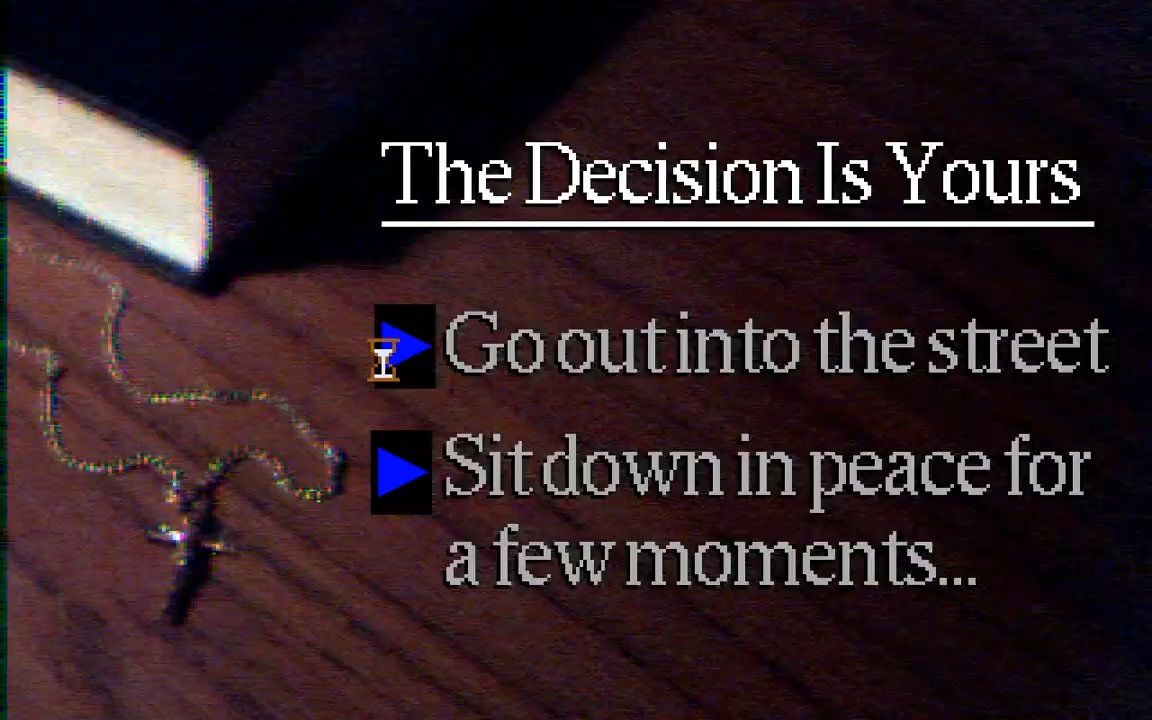 The Decision Is Yours
Go out into the street
Sit down in peace for
a few moments...